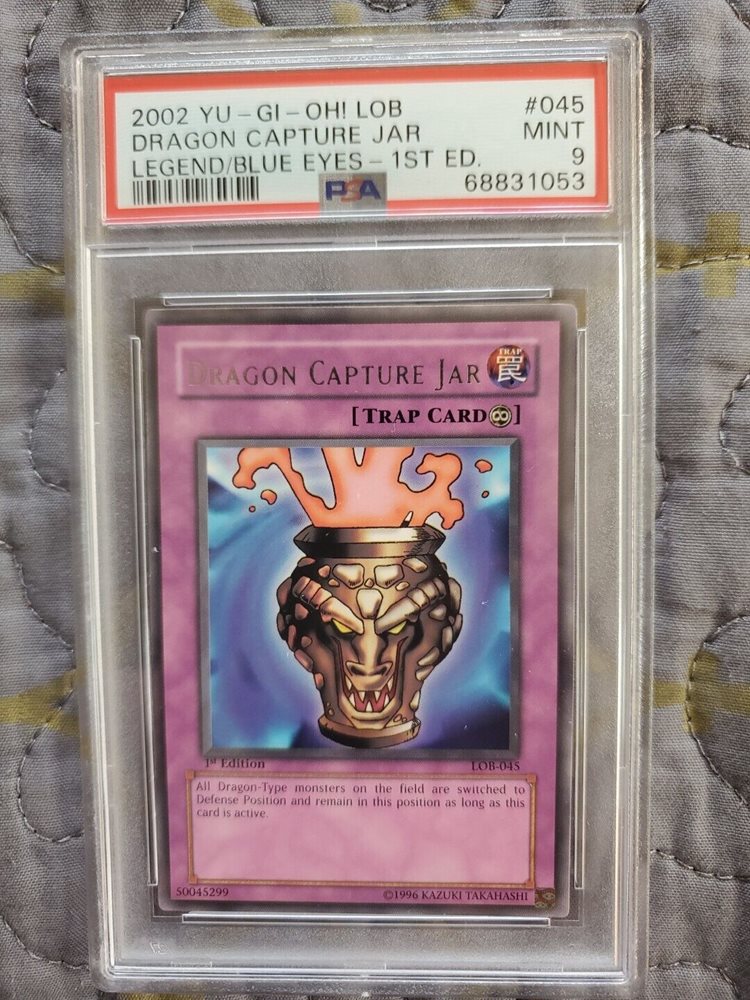 2002 YU-GI-OH! LOB #045
DRAGON CAPTURE JAR MINT
LEGEND/BLUE EYES - 1ST ED. 9
PSA 68831053
DRAGON CAPTURE JAR
TRAP
罠
[TRAP CARD]
1st Edition LOB-045
All Dragon-Type monsters on the field are switched to
Defense Position and remain in this position as long as this
card is active.
50045299 ©1996 KAZUKI TAKAHASHI